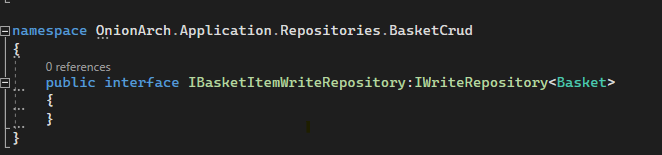 namespace OnionArch.Application.Repositories.BasketCrud
{
0 references
public interface IBasketItemWriteRepository:IWriteRepository<Basket>
{
}
}